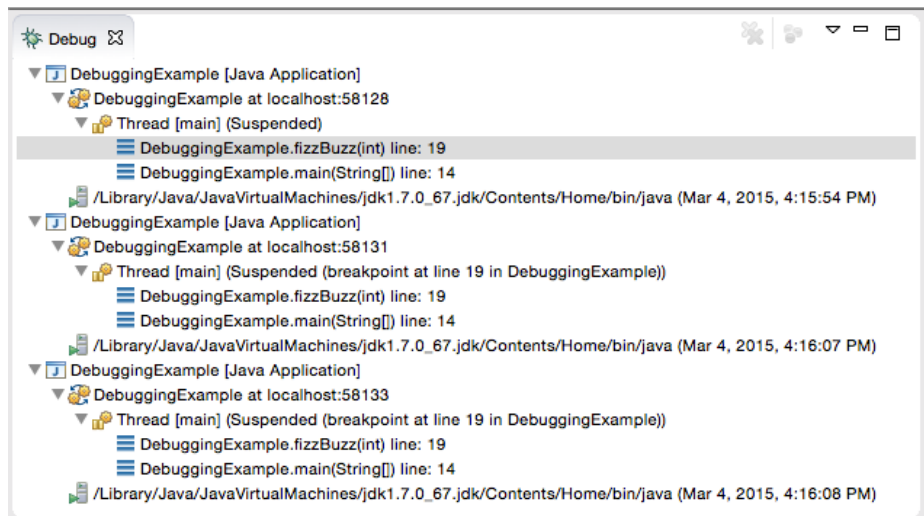 Debug
DebuggingExample [Java Application]
DebuggingExample at localhost:58128
Thread [main] (Suspended)
DebuggingExample.fizzBuzz(int) line: 19
DebuggingExample.main(String[]) line: 14
/Library/Java/JavaVirtualMachines/jdk1.7.0_67.jdk/Contents/Home/bin/java (Mar 4, 2015, 4:15:54 PM)
DebuggingExample [Java Application]
DebuggingExample at localhost:58131
Thread [main] (Suspended (breakpoint at line 19 in DebuggingExample))
DebuggingExample.fizzBuzz(int) line: 19
DebuggingExample.main(String[]) line: 14
/Library/Java/JavaVirtualMachines/jdk1.7.0_67.jdk/Contents/Home/bin/java (Mar 4, 2015, 4:16:07 PM)
DebuggingExample [Java Application]
DebuggingExample at localhost:58133
Thread [main] (Suspended (breakpoint at line 19 in DebuggingExample))
DebuggingExample.fizzBuzz(int) line: 19
DebuggingExample.main(String[]) line: 14
/Library/Java/JavaVirtualMachines/jdk1.7.0_67.jdk/Contents/Home/bin/java (Mar 4, 2015, 4:16:08 PM)